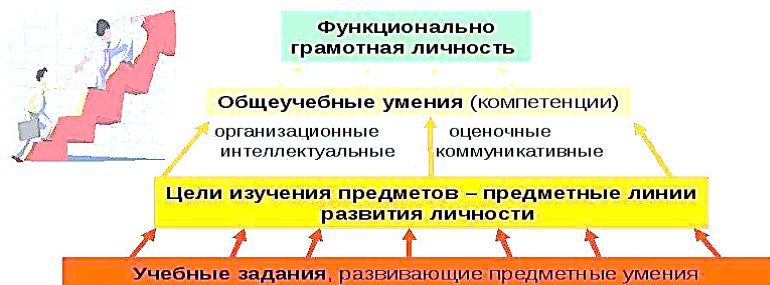 Функционально
грамотная личность
Общеучебные умения (компетенции)
организационные оценочные
интеллектуальные коммуникативные
Цели изучения предметов – предметные линии
развития личности
Учебные задания, развивающие предметные умения